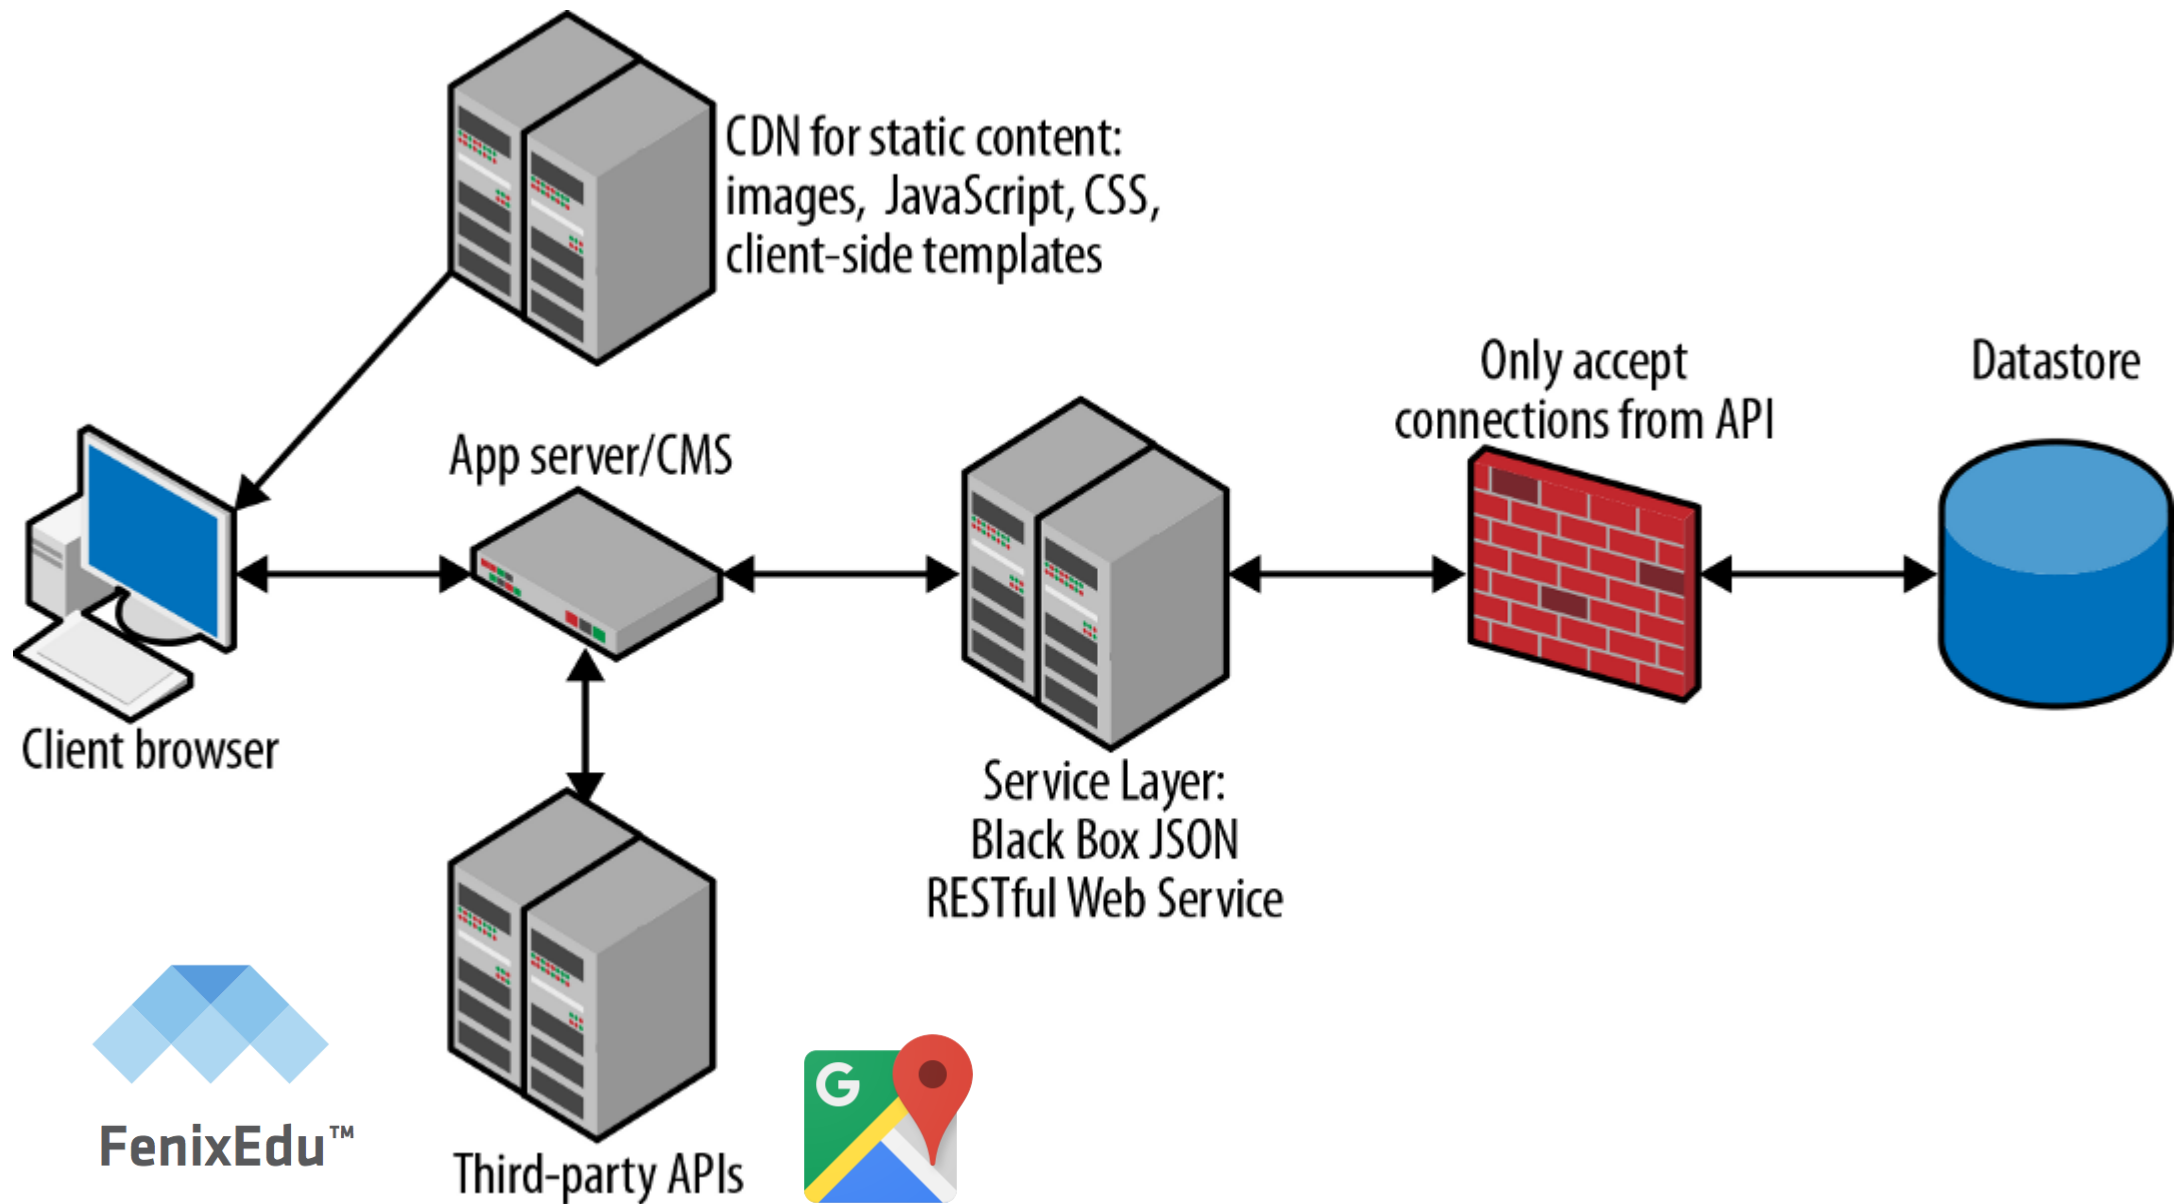 CDN for static content:
images, JavaScript, CSS,
client-side templates
Only accept
connections from API
Datastore
App server/CMS
Client browser
Service Layer:
Black Box JSON
RESTful Web Service
G
FenixEdu™
Third-party APIs